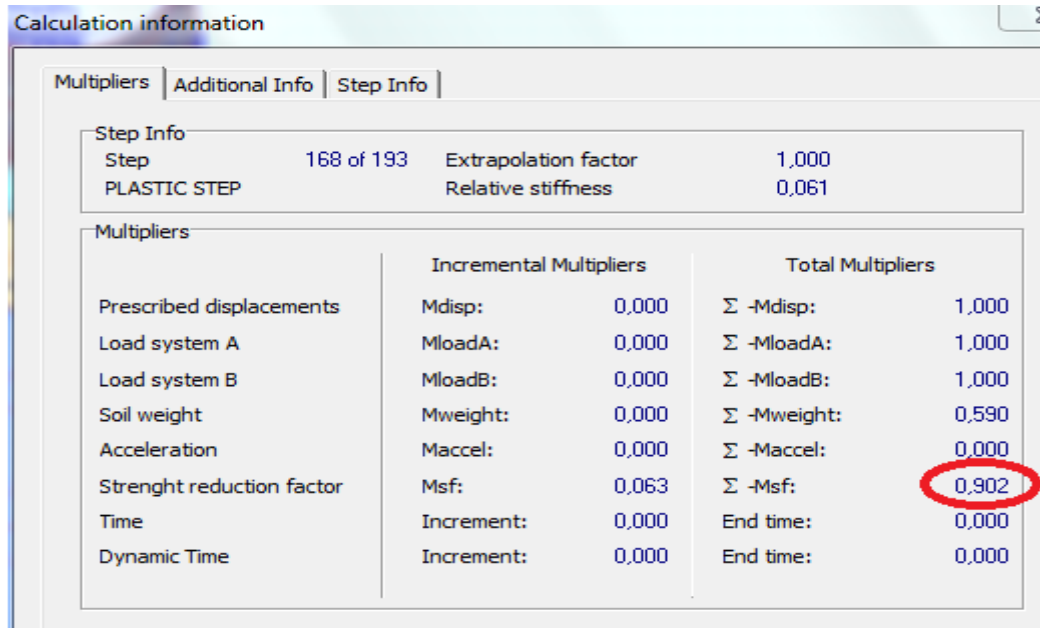 Calculation information
Multipliers Additional Info Step Info
Step Info
Step 168 of 193 Extrapolation factor 1,000
PLASTIC STEP Relative stiffness 0,061
Multipliers
Incremental Multipliers Total Multipliers
Prescribed displacements Mdisp: 0,000 Σ -Mdisp: 1,000
Load system A MloadA: 0,000 Σ -MloadA: 1,000
Load system B MloadB: 0,000 Σ -MloadB: 1,000
Soil weight Mweight: 0,000 Σ -Mweight: 0,590
Acceleration Maccel: 0,000 Σ -Maccel: 0,000
Strenght reduction factor Msf: 0,063 Σ -Msf: 0,902
Time Increment: 0,000 End time: 0,000
Dynamic Time Increment: 0,000 End time: 0,000